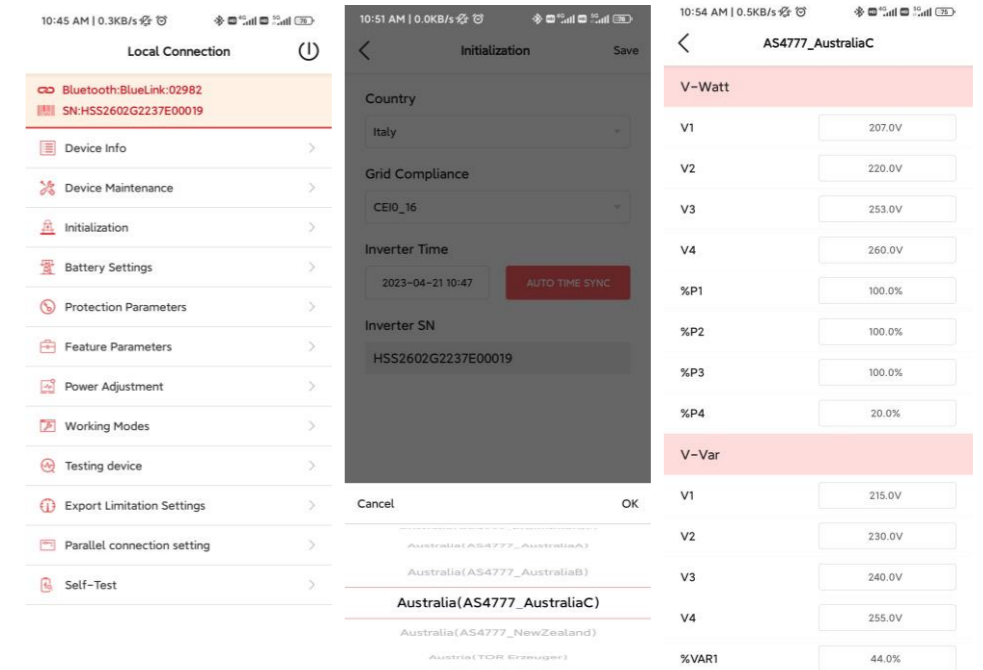 10:45 AM | 0.3KB/s
Local Connection
Bluetooth:BlueLink:02982
SN:HSS2602G2237E00019
Device Info
Device Maintenance
Initialization
Battery Settings
Protection Parameters
Feature Parameters
Power Adjustment
Working Modes
Testing device
Export Limitation Settings
Parallel connection setting
Self-Test
10:51 AM | 0.0KB/s
Initialization Save
Country
Italy
Grid Compliance
CEI0_16
Inverter Time
2023-04-21 10:47 AUTO TIME SYNC
Inverter SN
HSS2602G2237E00019
Cancel OK
Australia(AS4777_AustraliaA)
Australia(AS4777_AustraliaB)
Australia(AS4777_AustraliaC)
Australia(AS4777_NewZealand)
Austria(TOR Erzeuger)
10:54 AM | 0.5KB/s
AS4777_AustraliaC
V-Watt
V1 207.0V
V2 220.0V
V3 253.0V
V4 260.0V
%P1 100.0%
%P2 100.0%
%P3 100.0%
%P4 20.0%
V-Var
V1 215.0V
V2 230.0V
V3 240.0V
V4 255.0V
%VAR1 44.0%